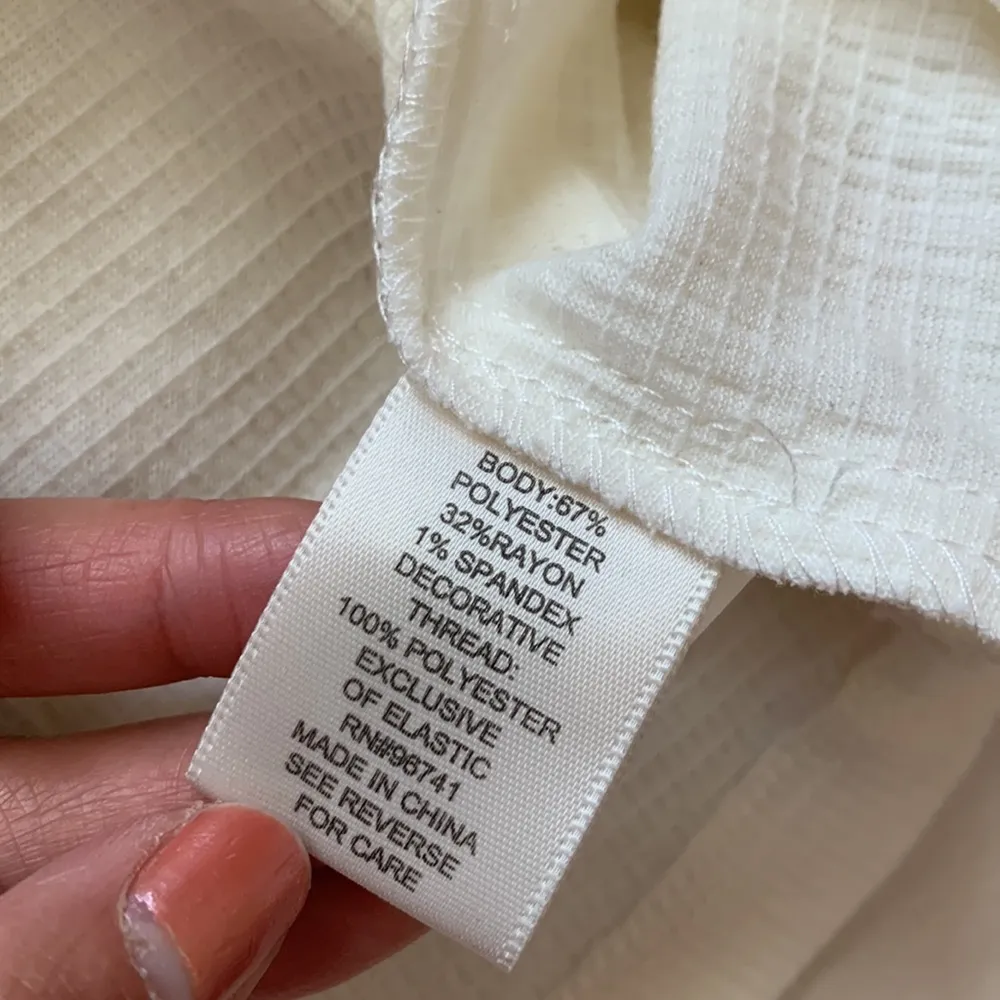 BODY:67%
POLYESTER
32%RAYON
1% SPANDEX
DECORATIVE
THREAD:
100% POLYESTER
EXCLUSIVE
OF ELASTIC
RN#96741
MADE IN CHINA
SEE REVERSE
FOR CARE